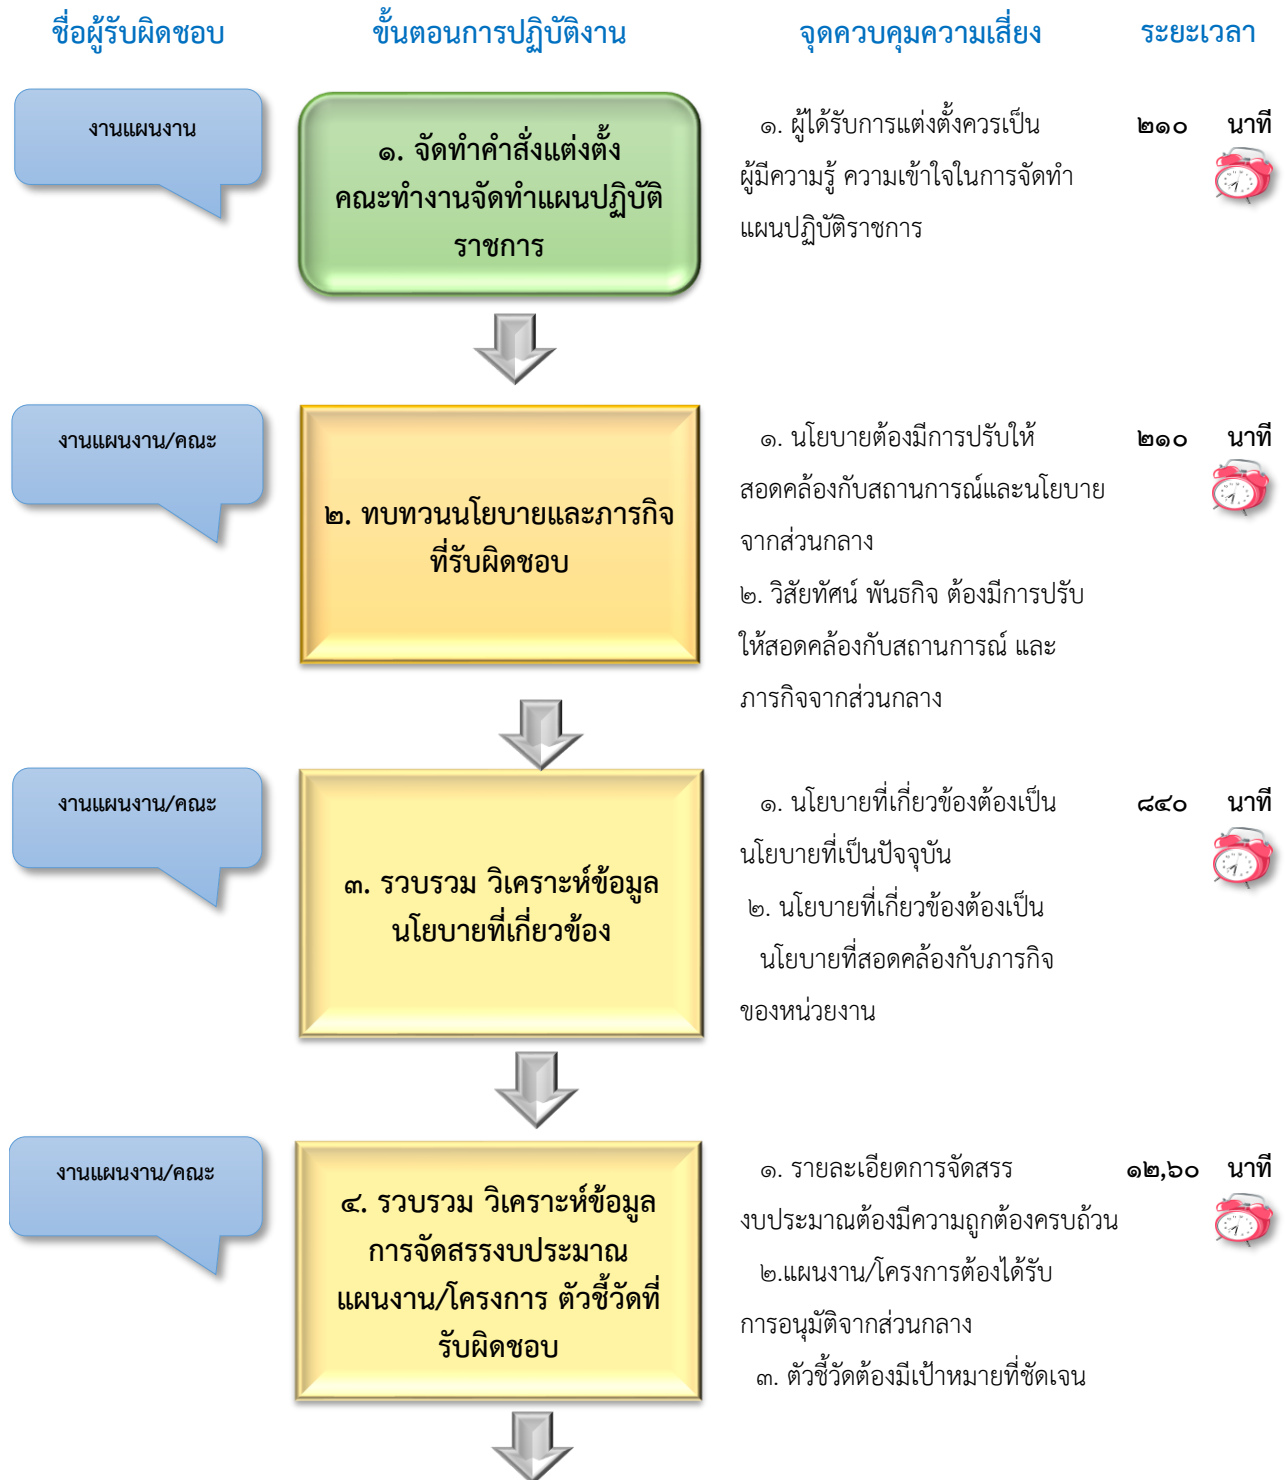 ชื่อผู้รับผิดชอบ ขั้นตอนการปฏิบัติงาน จุดควบคุมความเสี่ยง ระยะเวลา
งานแผนงาน
๑. จัดทำคำสั่งแต่งตั้ง
คณะทำงานจัดทำแผนปฏิบัติ
ราชการ
๑. ผู้ได้รับการแต่งตั้งควรเป็น
ผู้มีความรู้ ความเข้าใจในการจัดทำ
แผนปฏิบัติราชการ
๒๑๐ นาที
งานแผนงาน/คณะ
๒. ทบทวนนโยบายและภารกิจ
ที่รับผิดชอบ
๑. นโยบายต้องมีการปรับให้
สอดคล้องกับสถานการณ์และนโยบาย
จากส่วนกลาง
๒. วิสัยทัศน์ พันธกิจ ต้องมีการปรับ
ให้สอดคล้องกับสถานการณ์ และ
ภารกิจจากส่วนกลาง
๒๑๐ นาที
งานแผนงาน/คณะ
๓. รวบรวม วิเคราะห์ข้อมูล
นโยบายที่เกี่ยวข้อง
๑. นโยบายที่เกี่ยวข้องต้องเป็น
นโยบายที่เป็นปัจจุบัน
๒. นโยบายที่เกี่ยวข้องต้องเป็น
นโยบายที่สอดคล้องกับภารกิจ
ของหน่วยงาน
๘๔๐ นาที
งานแผนงาน/คณะ
๔. รวบรวม วิเคราะห์ข้อมูล
การจัดสรรงบประมาณ
แผนงาน/โครงการ ตัวชี้วัดที่
รับผิดชอบ
๑. รายละเอียดการจัดสรร
งบประมาณต้องมีความถูกต้องครบถ้วน
๒.แผนงาน/โครงการต้องได้รับ
การอนุมัติจากส่วนกลาง
๓. ตัวชี้วัดต้องมีเป้าหมายที่ชัดเจน
๑๒,๖๐ นาที